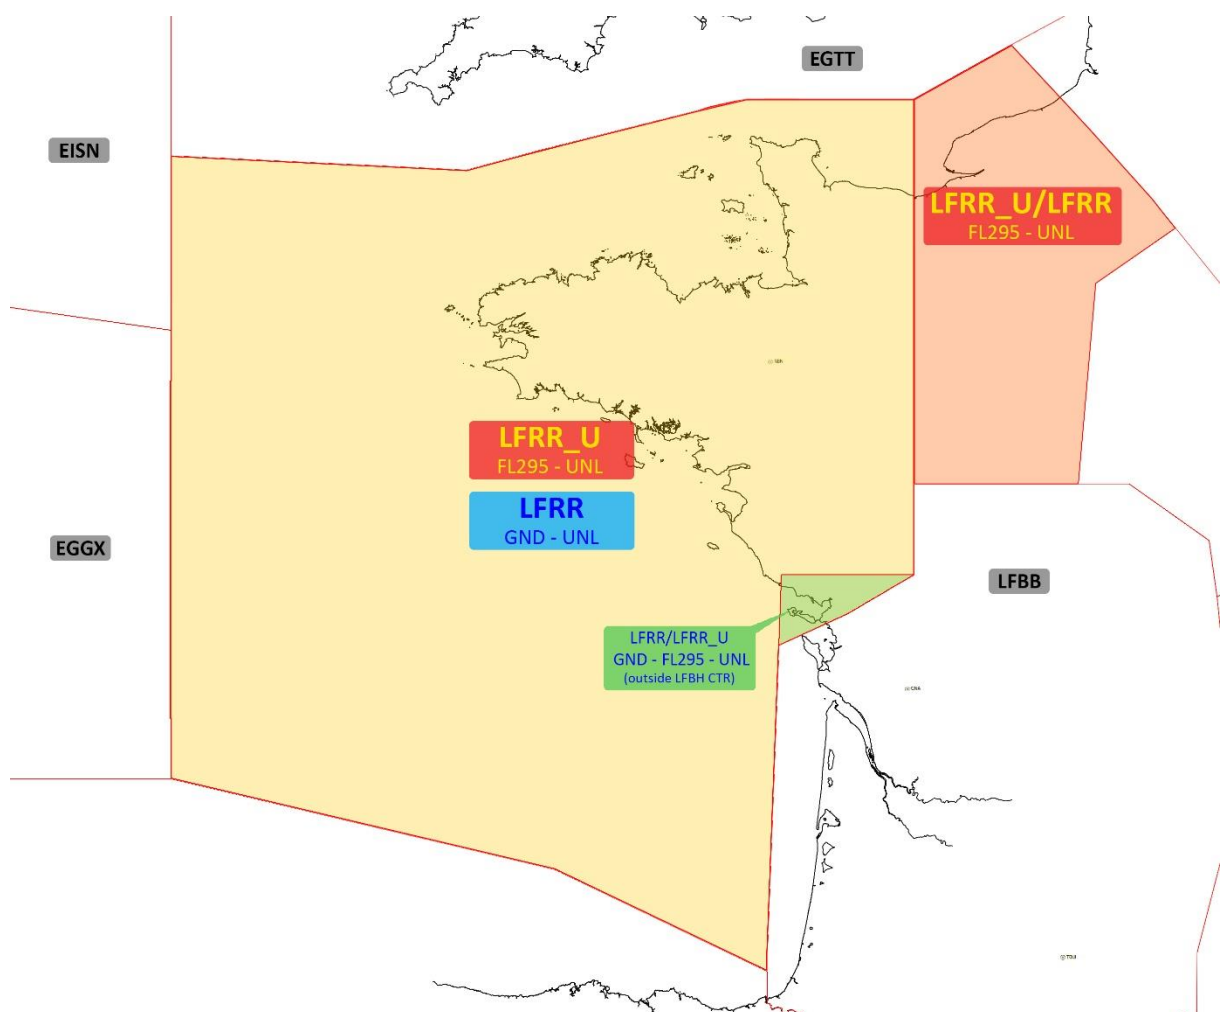 EGTT
EISN
LFRR_U/LFRR
FL295 - UNL
LFRR_U
FL295 - UNL
LFRR
GND - UNL
EGGX
LFBB
LFRR/LFRR_U
GND - FL295 - UNL
(outside LFBH CTR)